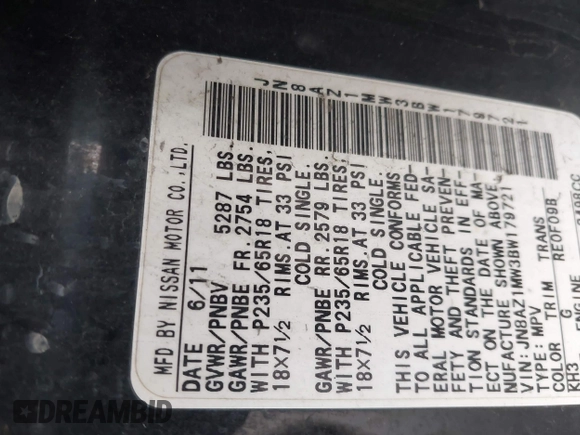 JN8AZ1MW3BW179721
MFD BY NISSAN MOTOR CO.,LTD.
DATE 6/11
GVWR/PNBV 5287 LBS.
GAWR/PNBE FR. 2754 LBS.
WITH P235/65R18 TIRES,
18×7½ RIMS.AT 33 PSI
COLD SINGLE.
GAWR/PNBE RR. 2579 LBS.
WITH P235/65R18 TIRES,
18×7½ RIMS.AT 33 PSI
COLD SINGLE.
THIS VEHICLE CONFORMS
TO ALL APPLICABLE FED-
ERAL MOTOR VEHICLE SA-
FETY AND THEFT PREVEN-
TION STANDARDS IN EFF-
ECT ON THE DATE OF MA-
NUFACTURE SHOWN ABOVE.
VIN:JN8AZ1MW3BW179721
TYPE: MPV
COLOR TRIM TRANS
KH3 G RE0F09B
DREAMBID